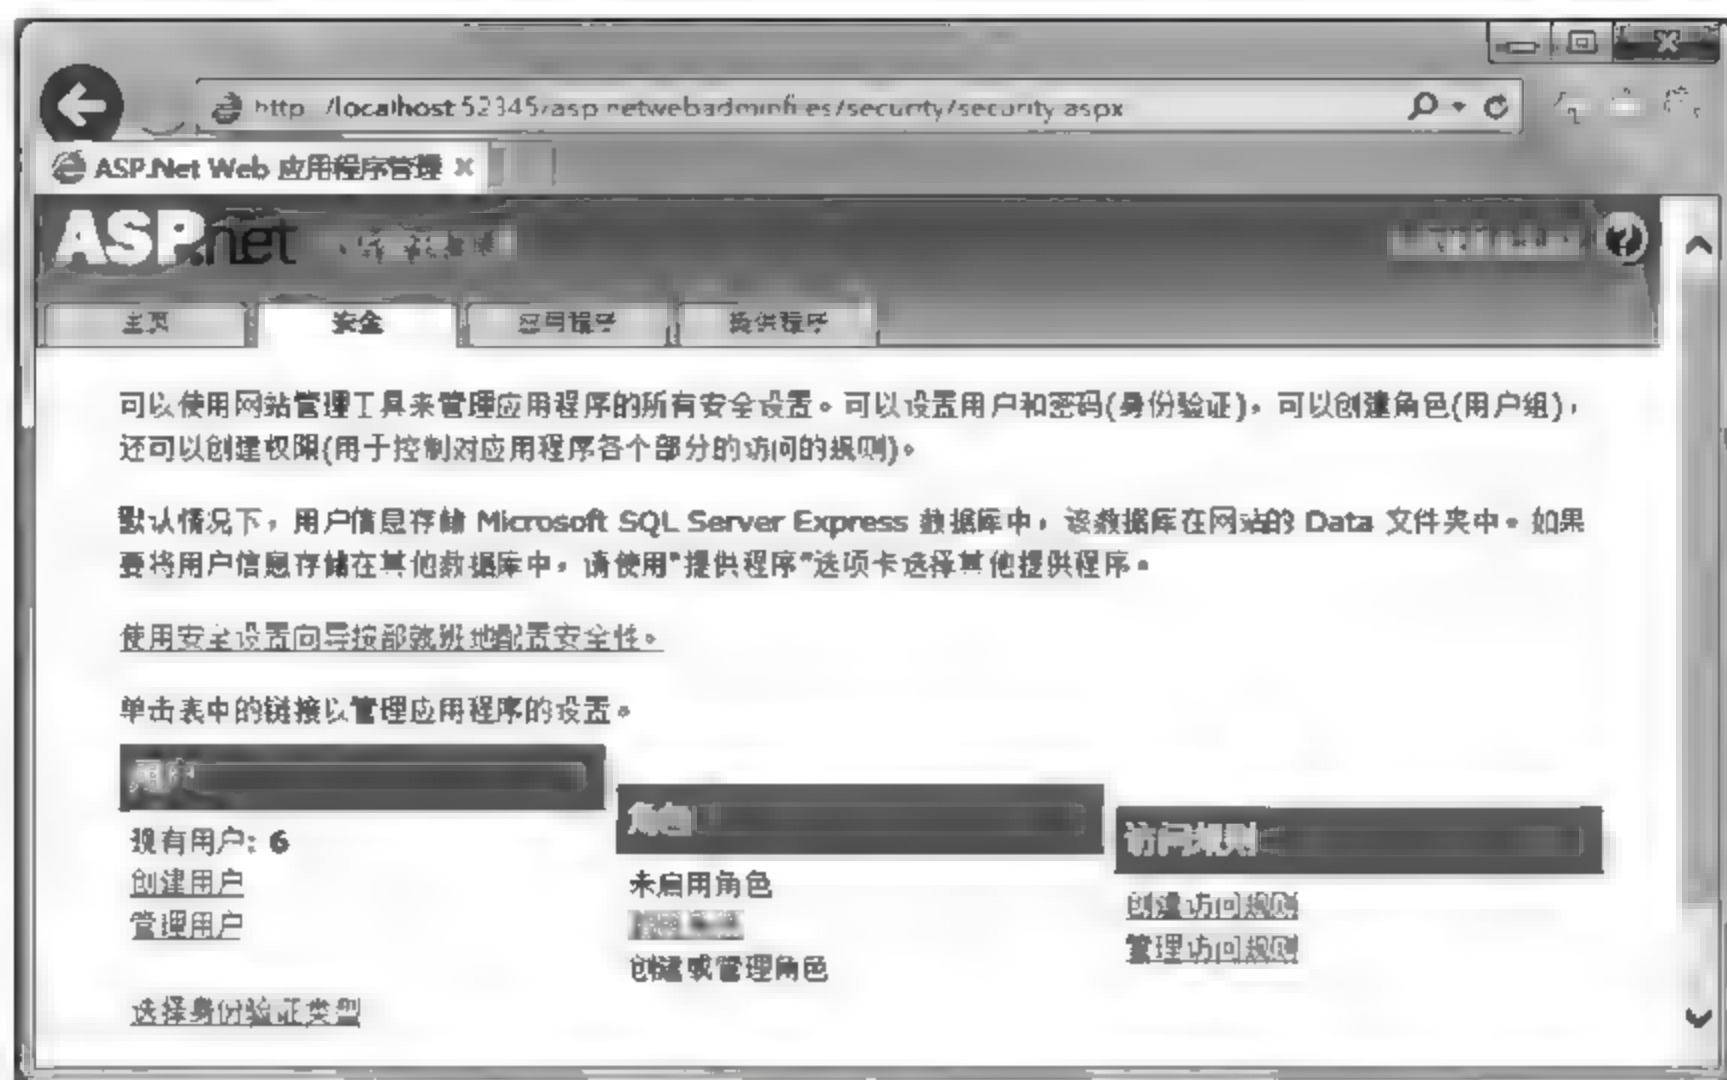 http //localhost:52345/asp.netwebadminfiles/security/security.aspx
ASP.Net Web 应用程序管理
ASP.net
主页 安全 应用程序 提供程序
可以使用网站管理工具来管理应用程序的所有安全设置。可以设置用户和密码(身份验证)，可以创建角色(用户组)，
还可以创建权限(用于控制对应用程序各个部分的访问的规则)。
默认情况下，用户信息存储 Microsoft SQL Server Express 数据库中，该数据库在网站的 Data 文件夹中。如果
要将用户信息存储在其他数据库中，请使用"提供程序"选项卡选择其他提供程序。
使用安全设置向导按部就班地配置安全性。
单击表中的链接以管理应用程序的设置。
用户 角色 访问规则
现有用户: 6
创建用户 未启用角色 创建访问规则
管理用户 管理访问规则
创建或管理角色
选择身份验证类型